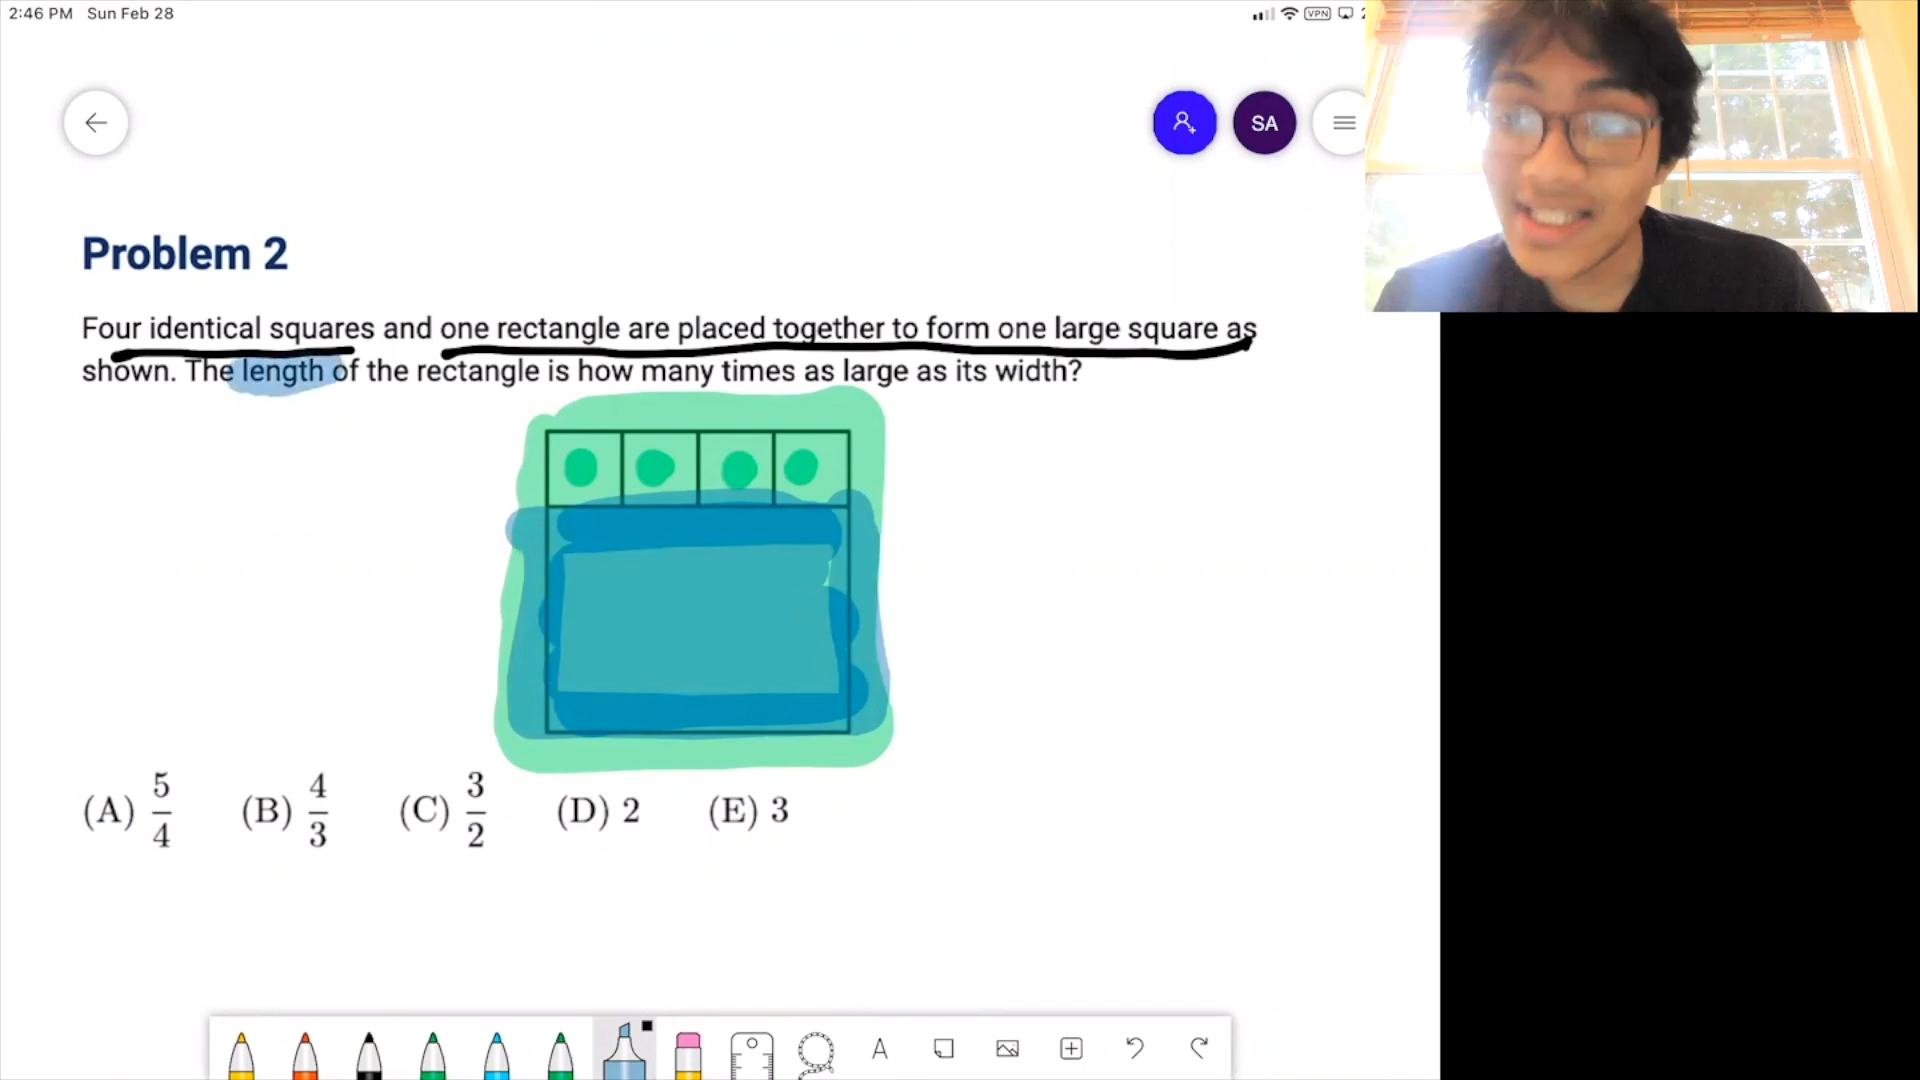 2:46 PM Sun Feb 28
VPN
SA
Problem 2
Four identical squares and one rectangle are placed together to form one large square as
shown. The length of the rectangle is how many times as large as its width?
(A) 5/4 (B) 4/3 (C) 3/2 (D) 2 (E) 3
A